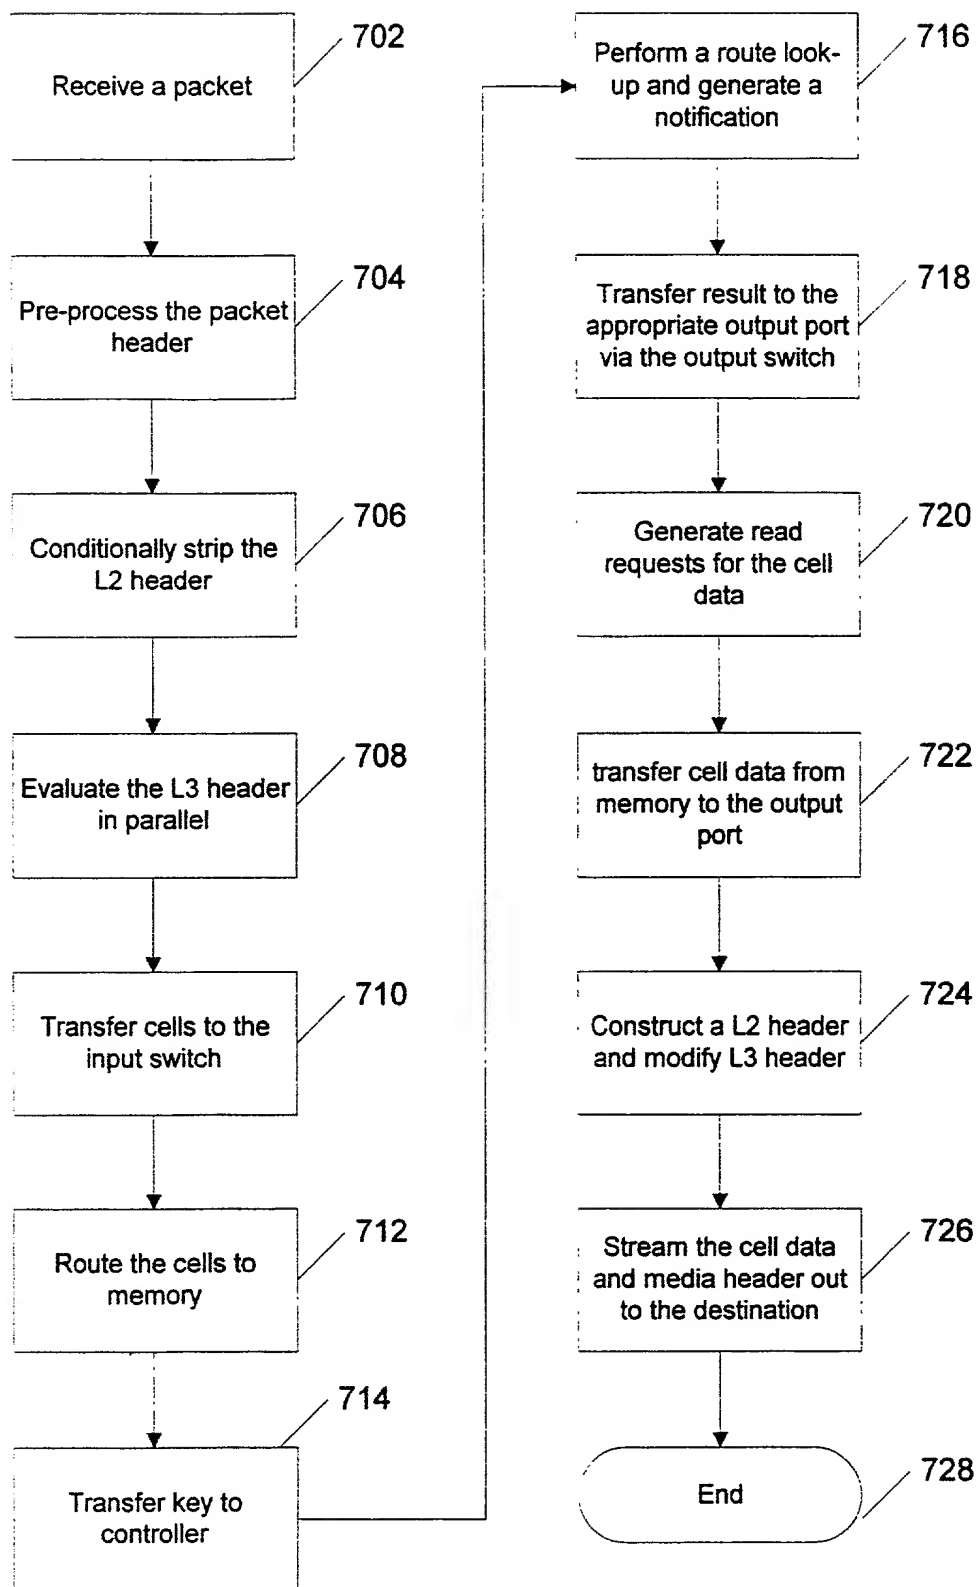 702
Receive a packet
704
Pre-process the packet
header
706
Conditionally strip the
L2 header
708
Evaluate the L3 header
in parallel
710
Transfer cells to the
input switch
712
Route the cells to
memory
714
Transfer key to
controller
716
Perform a route look-
up and generate a
notification
718
Transfer result to the
appropriate output port
via the output switch
720
Generate read
requests for the cell
data
722
transfer cell data from
memory to the output
port
724
Construct a L2 header
and modify L3 header
726
Stream the cell data
and media header out
to the destination
728
End